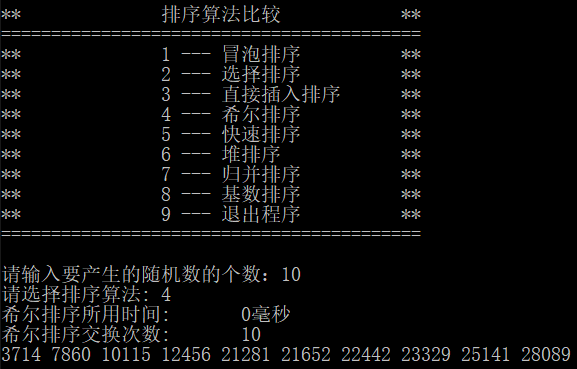 ** 排序算法比较 **
==========================================
** 1 --- 冒泡排序 **
** 2 --- 选择排序 **
** 3 --- 直接插入排序 **
** 4 --- 希尔排序 **
** 5 --- 快速排序 **
** 6 --- 堆排序 **
** 7 --- 归并排序 **
** 8 --- 基数排序 **
** 9 --- 退出程序 **
==========================================
请输入要产生的随机数的个数：10
请选择排序算法: 4
希尔排序所用时间: 0毫秒
希尔排序交换次数: 10
3714 7860 10115 12456 21281 21652 22442 23329 25141 28089